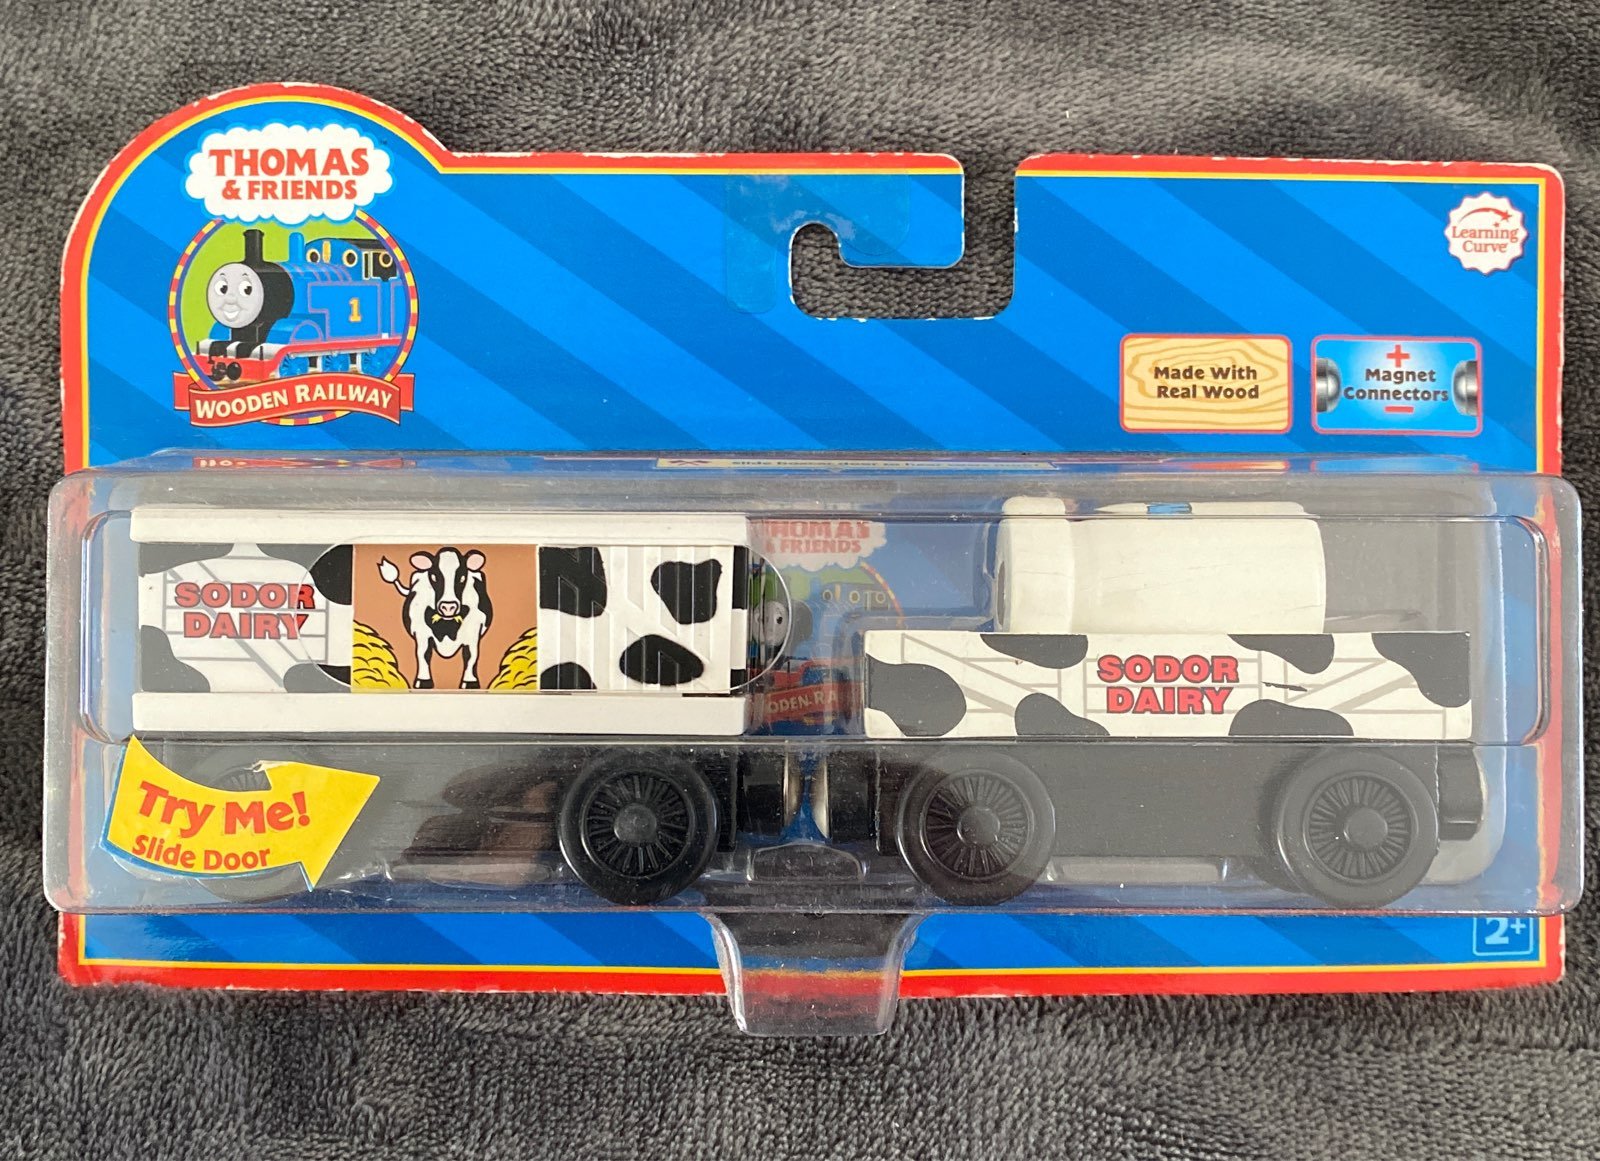 THOMAS
& FRIENDS
1
WOODEN RAILWAY
Learning
Curve
Made With
Real Wood
+
Magnet
Connectors
THOMAS
& FRIENDS
SODOR
DAIRY
SODOR
DAIRY
Try Me!
Slide Door
2+